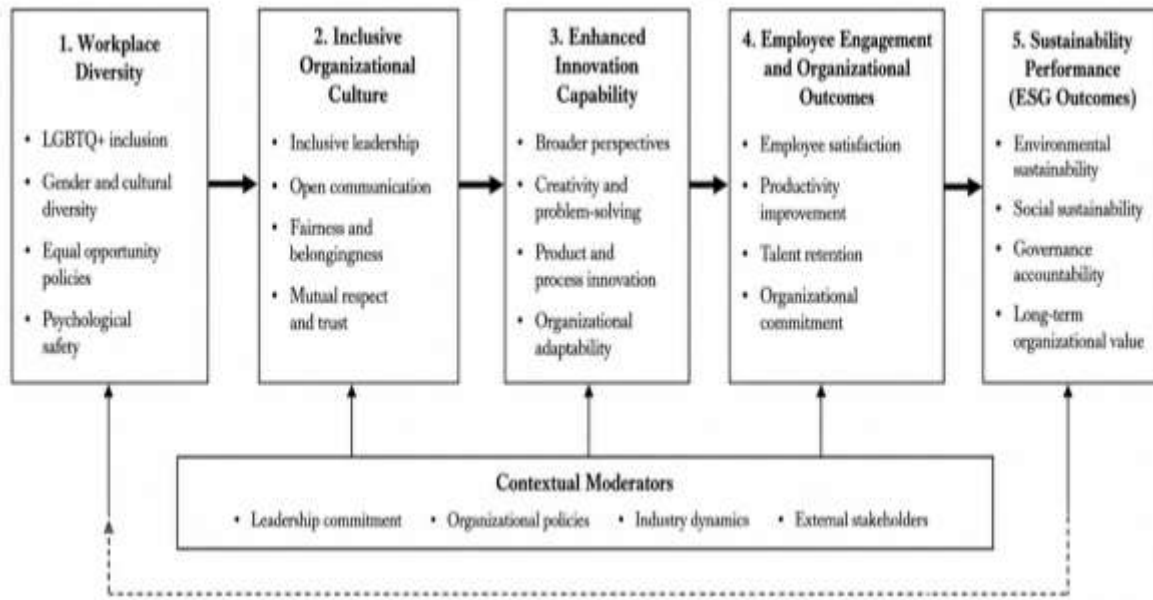 1. Workplace
Diversity
• LGBTQ+ inclusion
• Gender and cultural
diversity
• Equal opportunity
policies
• Psychological
safety
2. Inclusive
Organizational
Culture
• Inclusive leadership
• Open communication
• Fairness and
belongingness
• Mutual respect
and trust
3. Enhanced
Innovation
Capability
• Broader perspectives
• Creativity and
problem-solving
• Product and
process innovation
• Organizational
adaptability
4. Employee Engagement
and Organizational
Outcomes
• Employee satisfaction
• Productivity
improvement
• Talent retention
• Organizational
commitment
5. Sustainability
Performance
(ESG Outcomes)
• Environmental
sustainability
• Social sustainability
• Governance
accountability
• Long-term
organizational value
Contextual Moderators
• Leadership commitment • Organizational policies • Industry dynamics • External stakeholders